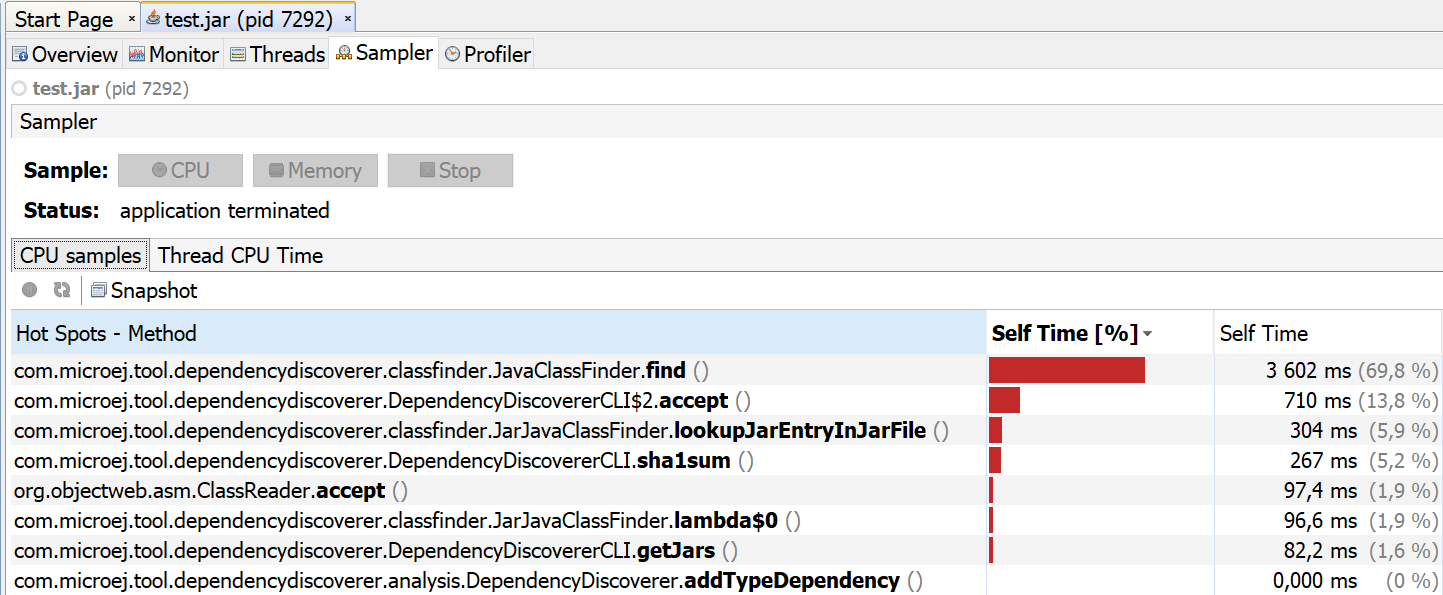 Start Page × test.jar (pid 7292) ×
Overview Monitor Threads Sampler Profiler
test.jar (pid 7292)
Sampler
Sample: CPU Memory Stop
Status: application terminated
CPU samples Thread CPU Time
Snapshot
Hot Spots - Method Self Time [%] Self Time
com.microej.tool.dependencydiscoverer.classfinder.JavaClassFinder.find () 3 602 ms (69,8 %)
com.microej.tool.dependencydiscoverer.DependencyDiscovererCLI$2.accept () 710 ms (13,8 %)
com.microej.tool.dependencydiscoverer.classfinder.JarJavaClassFinder.lookupJarEntryInJarFile () 304 ms (5,9 %)
com.microej.tool.dependencydiscoverer.DependencyDiscovererCLI.sha1sum () 267 ms (5,2 %)
org.objectweb.asm.ClassReader.accept () 97,4 ms (1,9 %)
com.microej.tool.dependencydiscoverer.classfinder.JarJavaClassFinder.lambda$0 () 96,6 ms (1,9 %)
com.microej.tool.dependencydiscoverer.DependencyDiscovererCLI.getJars () 82,2 ms (1,6 %)
com.microej.tool.dependencydiscoverer.analysis.DependencyDiscoverer.addTypeDependency () 0,000 ms (0 %)